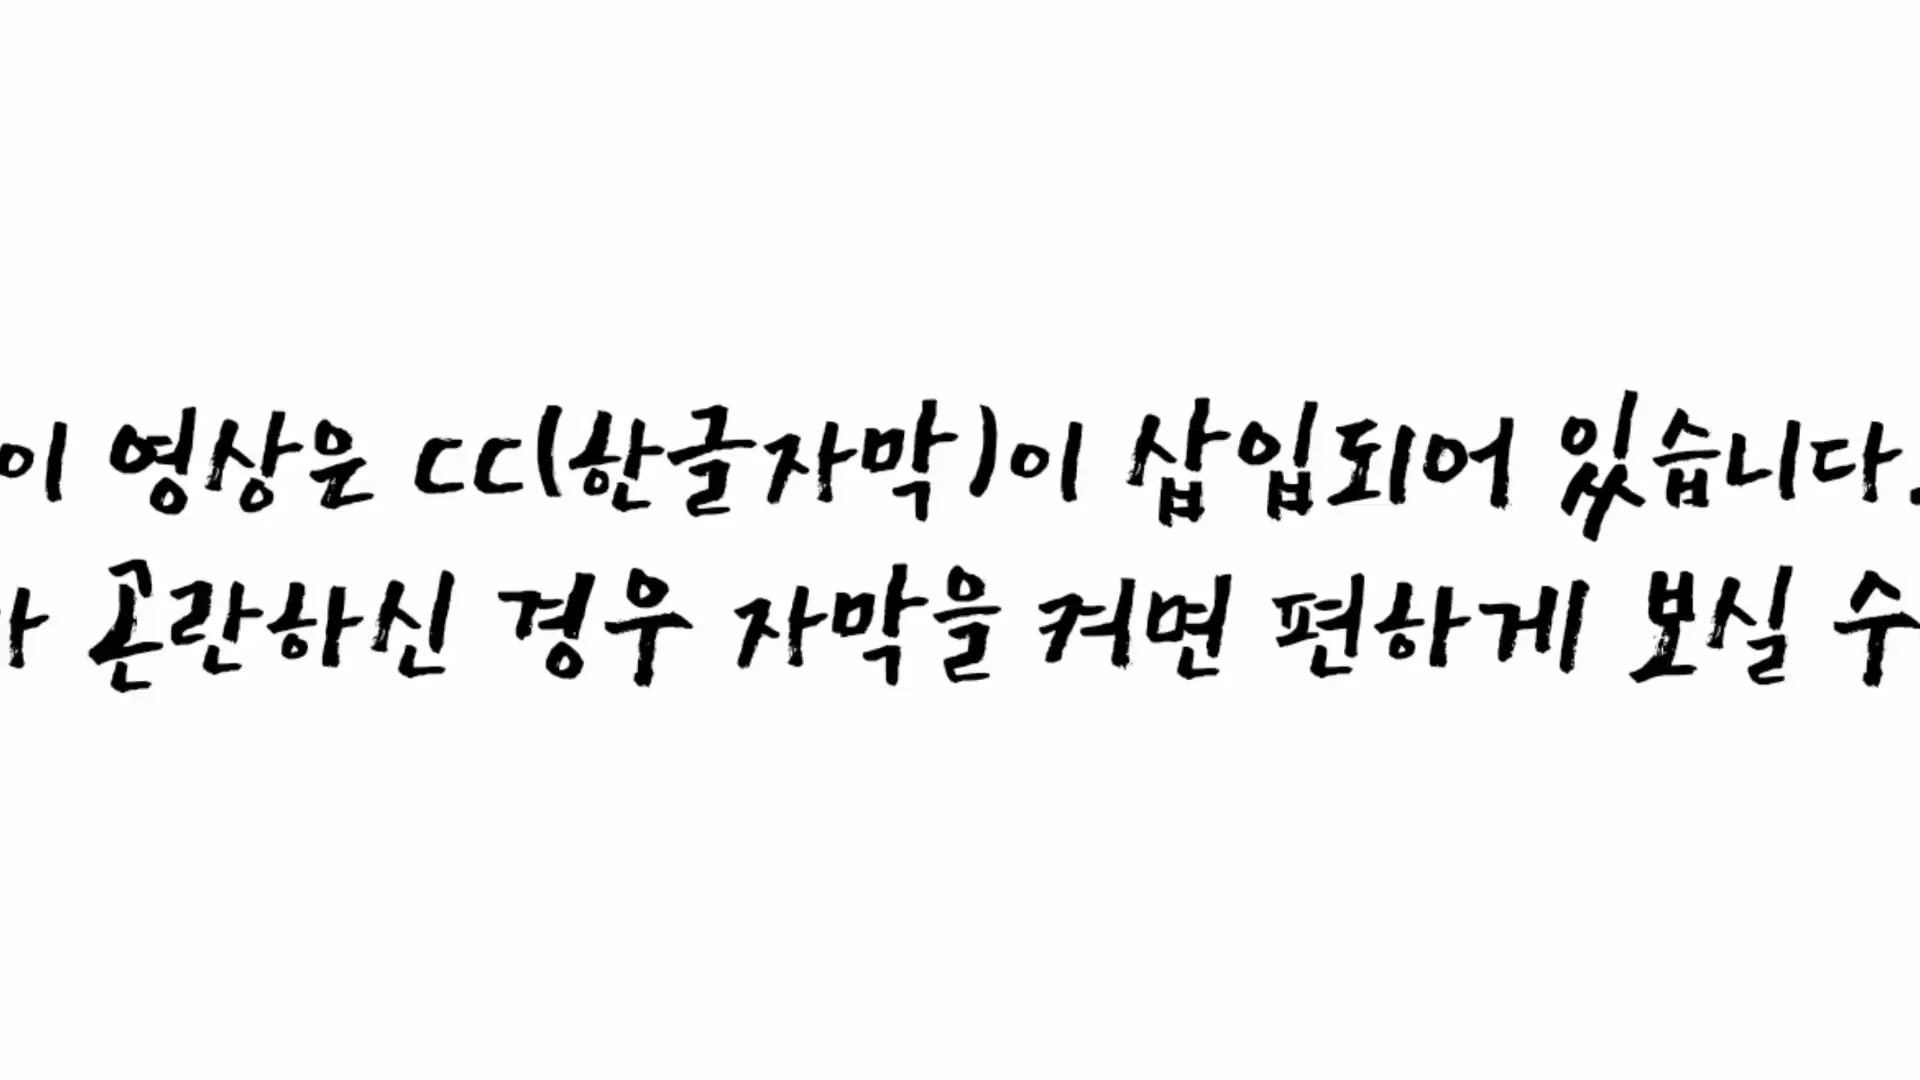 이 영상은 CC(한글자막)이 삽입되어 있습니다.
곤란하신 경우 자막을 켜면 편하게 보실 수